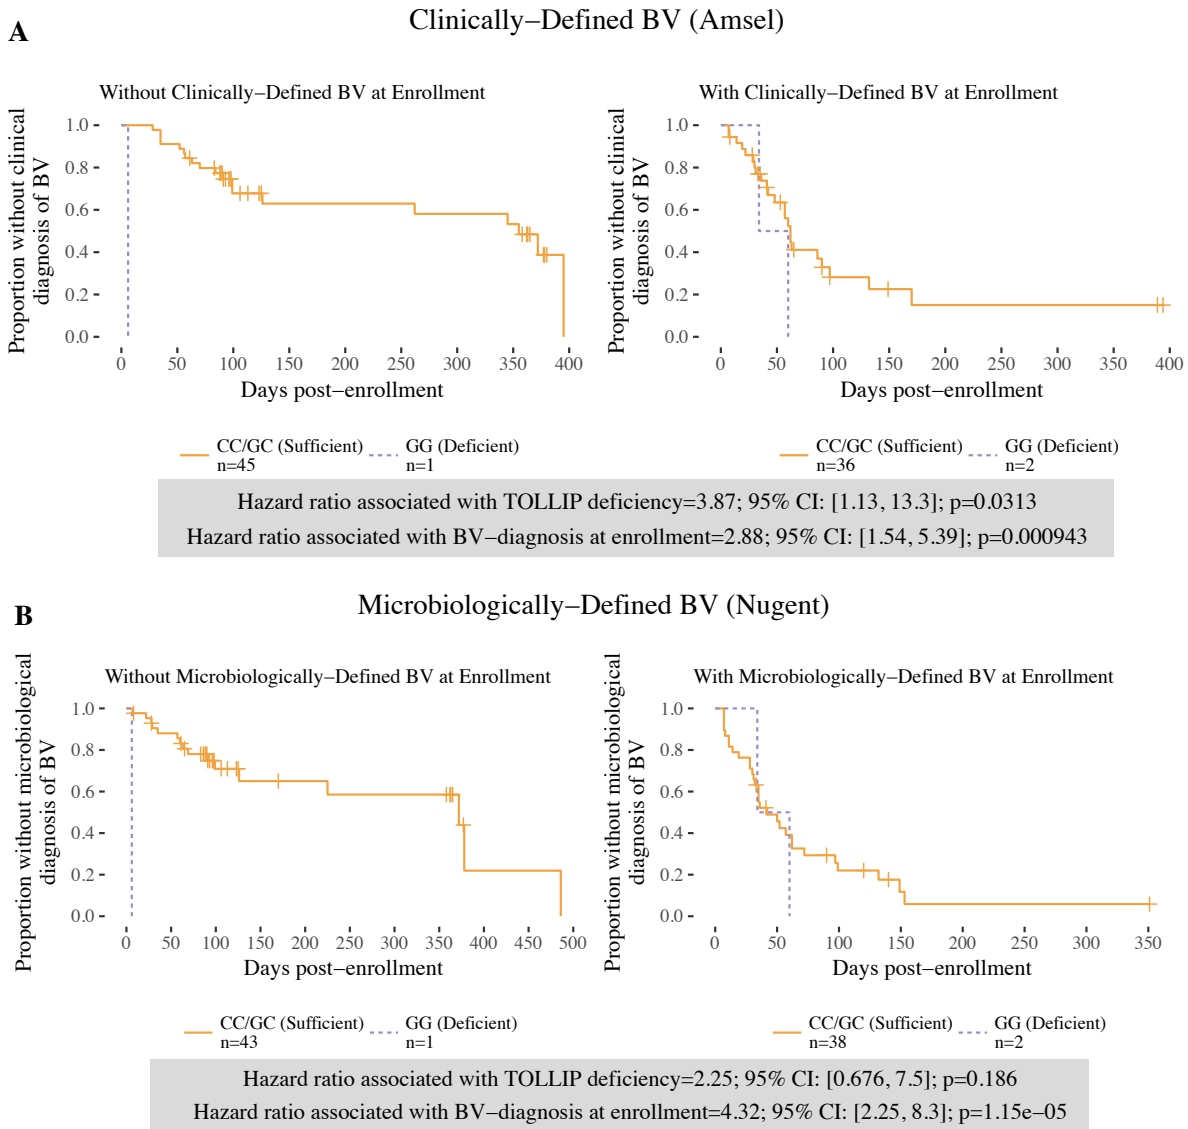 A
Clinically–Defined BV (Amsel)
Without Clinically–Defined BV at Enrollment
Proportion without clinical
diagnosis of BV
1.0
0.8
0.6
0.4
0.2
0.0
0 50 100 150 200 250 300 350 400
Days post–enrollment
CC/GC (Sufficient)
n=45
GG (Deficient)
n=1
With Clinically–Defined BV at Enrollment
Proportion without clinical
diagnosis of BV
1.0
0.8
0.6
0.4
0.2
0.0
0 50 100 150 200 250 300 350 400
Days post–enrollment
CC/GC (Sufficient)
n=36
GG (Deficient)
n=2
Hazard ratio associated with TOLLIP deficiency=3.87; 95% CI: [1.13, 13.3]; p=0.0313
Hazard ratio associated with BV–diagnosis at enrollment=2.88; 95% CI: [1.54, 5.39]; p=0.000943
B
Microbiologically–Defined BV (Nugent)
Without Microbiologically–Defined BV at Enrollment
Proportion without microbiological
diagnosis of BV
1.0
0.8
0.6
0.4
0.2
0.0
0 50 100 150 200 250 300 350 400 450 500
Days post–enrollment
CC/GC (Sufficient)
n=43
GG (Deficient)
n=1
With Microbiologically–Defined BV at Enrollment
Proportion without microbiological
diagnosis of BV
1.0
0.8
0.6
0.4
0.2
0.0
0 50 100 150 200 250 300 350
Days post–enrollment
CC/GC (Sufficient)
n=38
GG (Deficient)
n=2
Hazard ratio associated with TOLLIP deficiency=2.25; 95% CI: [0.676, 7.5]; p=0.186
Hazard ratio associated with BV–diagnosis at enrollment=4.32; 95% CI: [2.25, 8.3]; p=1.15e–05